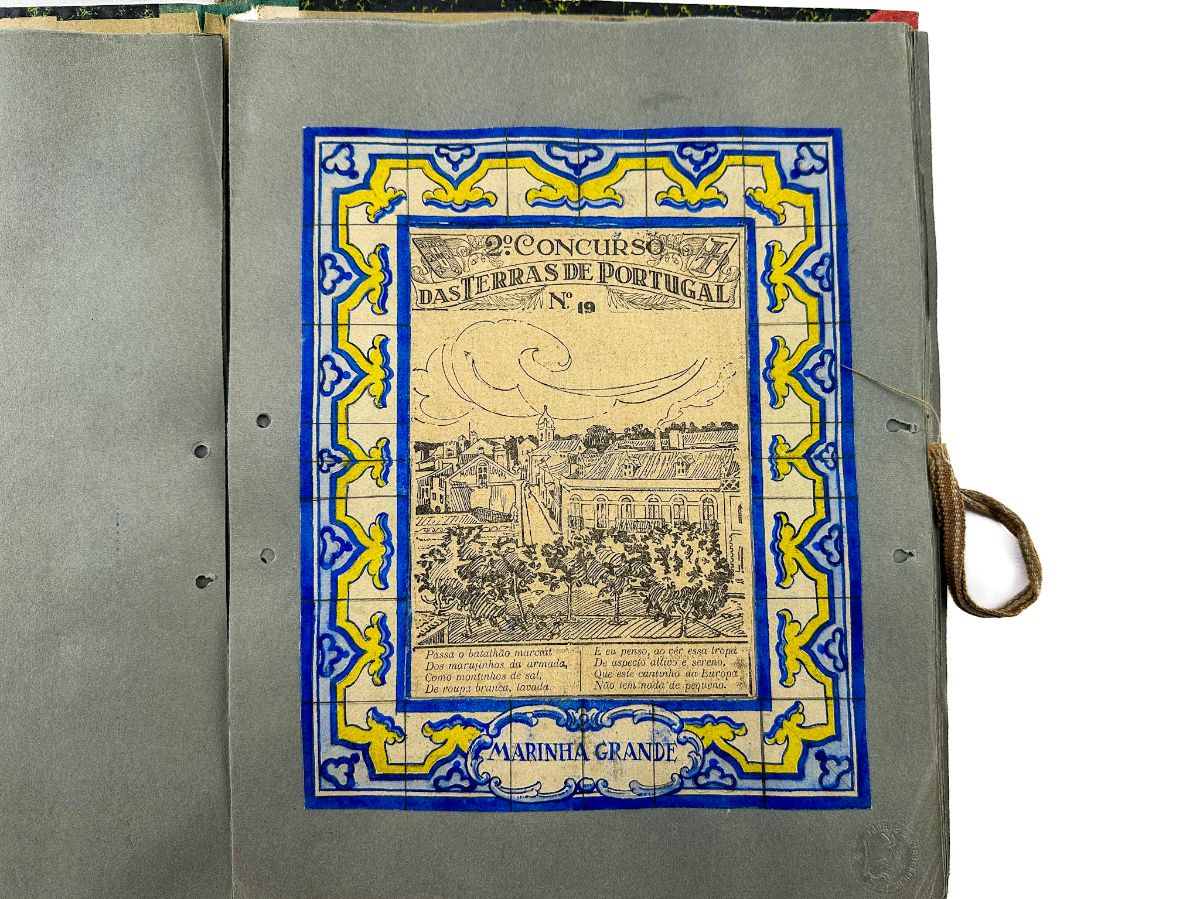 2º CONCURSO
DAS TERRAS DE PORTUGAL
Nº 19
Passa o batalhão marcial
Dos marujinhos da armada,
Como montinhos de sal,
De roupa branca, lavada.
E eu penso, ao vêr essa tropa
De aspecto altivo e sereno,
Que este cantinho da Europa
Não tem nada de pequeno.
MARINHA GRANDE